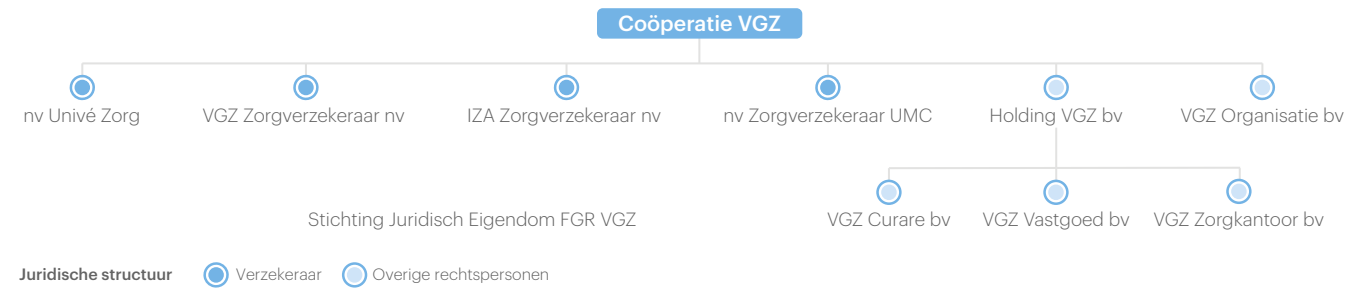 Coöperatie VGZ
nv Univé Zorg
VGZ Zorgverzekeraar nv
IZA Zorgverzekeraar nv
nv Zorgverzekeraar UMC
Holding VGZ bv
VGZ Organisatie bv
Stichting Juridisch Eigendom FGR VGZ
VGZ Curare bv
VGZ Vastgoed bv
VGZ Zorgkantoor bv
Juridische structuur
Verzekeraar
Overige rechtspersonen